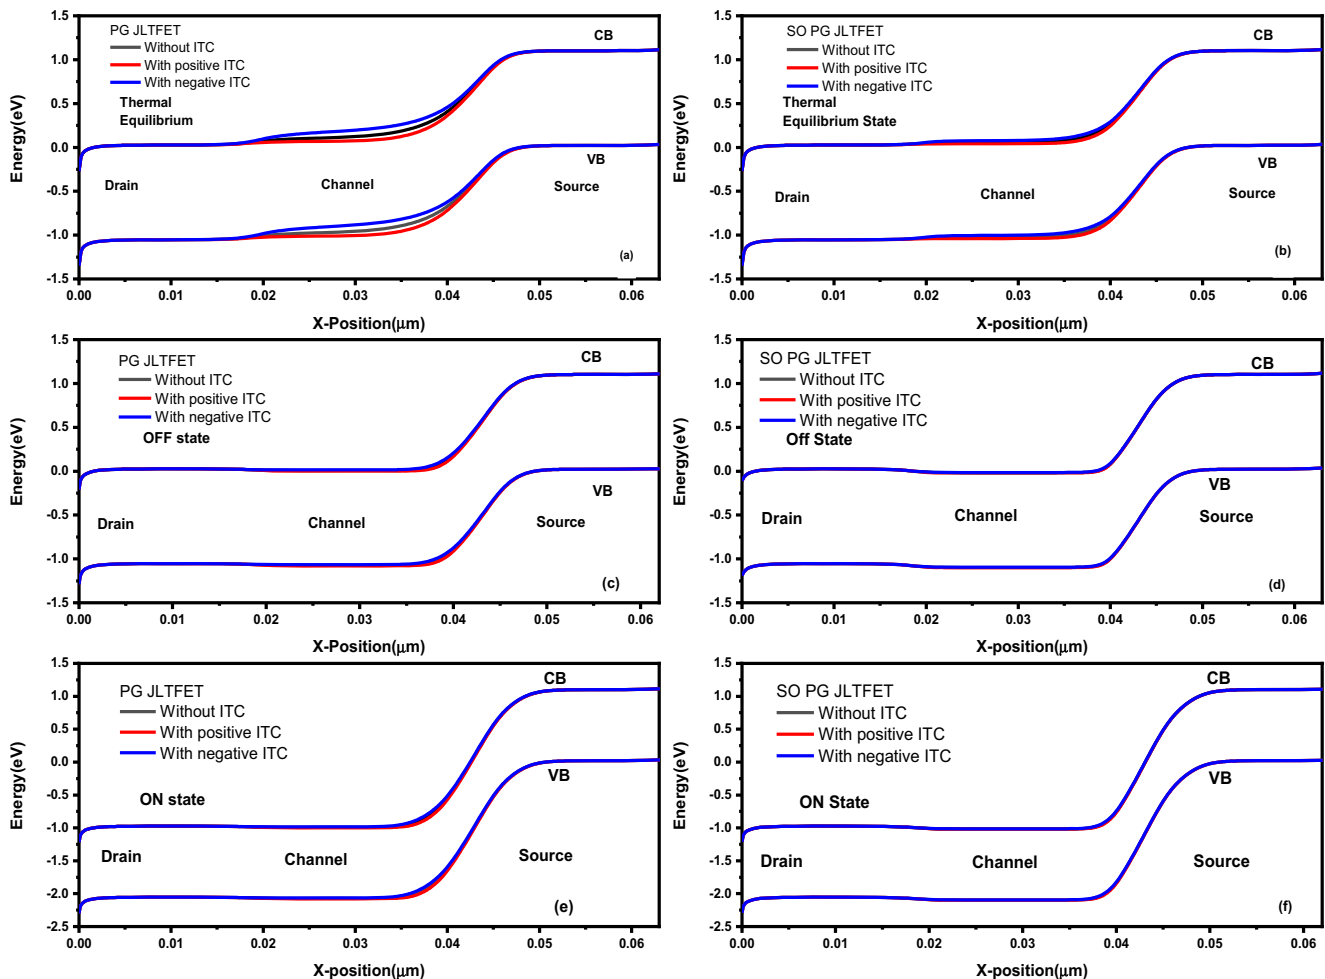 PG JLTFET
Without ITC
With positive ITC
With negative ITC
Thermal
Equilibrium
CB
VB
Drain
Channel
Source
(a)
1.5
1.0
0.5
0.0
-0.5
-1.0
-1.5
Energy(eV)
0.00 0.01 0.02 0.03 0.04 0.05 0.06
X-Position(μm)
SO PG JLTFET
Without ITC
With positive ITC
With negative ITC
Thermal
Equilibrium State
CB
VB
Drain
Channel
Source
(b)
1.5
1.0
0.5
0.0
-0.5
-1.0
-1.5
Energy(eV)
0.00 0.01 0.02 0.03 0.04 0.05 0.06
X-position(μm)
PG JLTFET
Without ITC
With positive ITC
With negative ITC
OFF state
CB
VB
Drain
Channel
Source
(c)
1.5
1.0
0.5
0.0
-0.5
-1.0
-1.5
Energy(eV)
0.00 0.01 0.02 0.03 0.04 0.05 0.06
X-Position(μm)
SO PG JLTFET
Without ITC
With positive ITC
With negative ITC
Off State
CB
VB
Drain
Channel
Source
(d)
1.5
1.0
0.5
0.0
-0.5
-1.0
-1.5
Energy(eV)
0.00 0.01 0.02 0.03 0.04 0.05 0.06
X-position(μm)
PG JLTFET
Without ITC
With positive ITC
With negative ITC
ON state
CB
VB
Drain
Channel
Source
(e)
1.5
1.0
0.5
0.0
-0.5
-1.0
-1.5
-2.0
-2.5
Energy(eV)
0.00 0.01 0.02 0.03 0.04 0.05 0.06
X-position(μm)
SO PG JLTFET
Without ITC
With positive ITC
With negative ITC
ON State
CB
VB
Drain
Channel
Source
(f)
1.5
1.0
0.5
0.0
-0.5
-1.0
-1.5
-2.0
-2.5
Energy(eV)
0.00 0.01 0.02 0.03 0.04 0.05 0.06
X-position(μm)